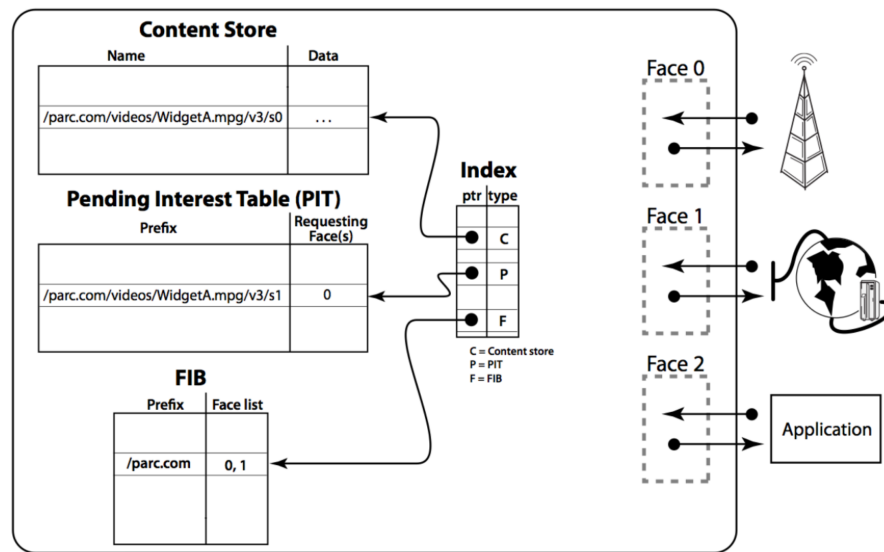 Content Store
Name Data
/parc.com/videos/WidgetA.mpg/v3/s0 ...
Pending Interest Table (PIT)
Prefix Requesting
Face(s)
/parc.com/videos/WidgetA.mpg/v3/s1 0
FIB
Prefix Face list
/parc.com 0, 1
Index
ptr type
C
P
F
C = Content store
P = PIT
F = FIB
Face 0
Face 1
Face 2
Application